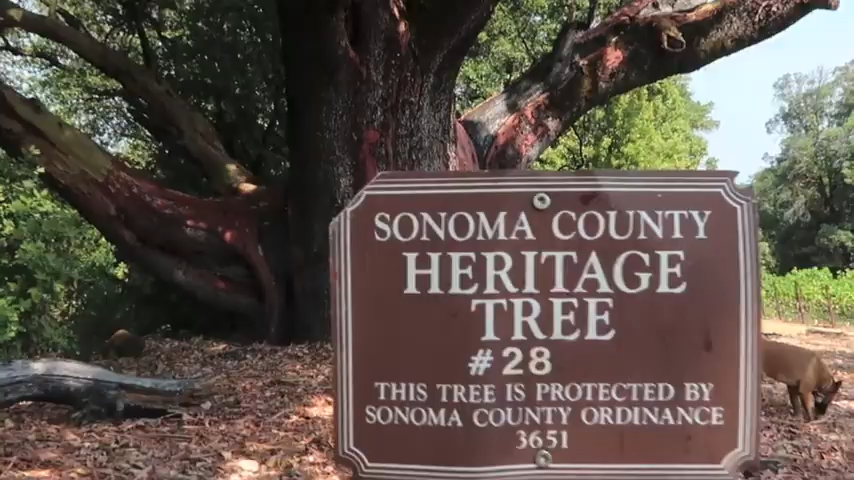 SONOMA COUNTY
HERITAGE
TREE
#28
THIS TREE IS PROTECTED BY
SONOMA COUNTY ORDINANCE
3651